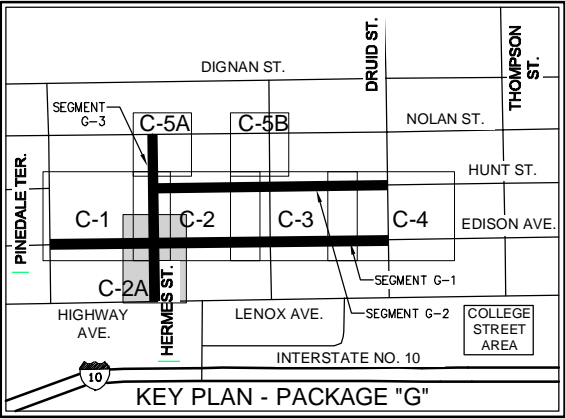 DIGNAN ST.
DRUID ST.
THOMPSON
ST.
SEGMENT
G-3
C-5A
C-5B
NOLAN ST.
PINEDALE TER.
HUNT ST.
C-1
C-2
C-3
C-4
EDISON AVE.
C-2A
HERMES ST.
SEGMENT G-1
SEGMENT G-2
HIGHWAY
AVE.
LENOX AVE.
COLLEGE
STREET
AREA
INTERSTATE NO. 10
10
KEY PLAN - PACKAGE "G"